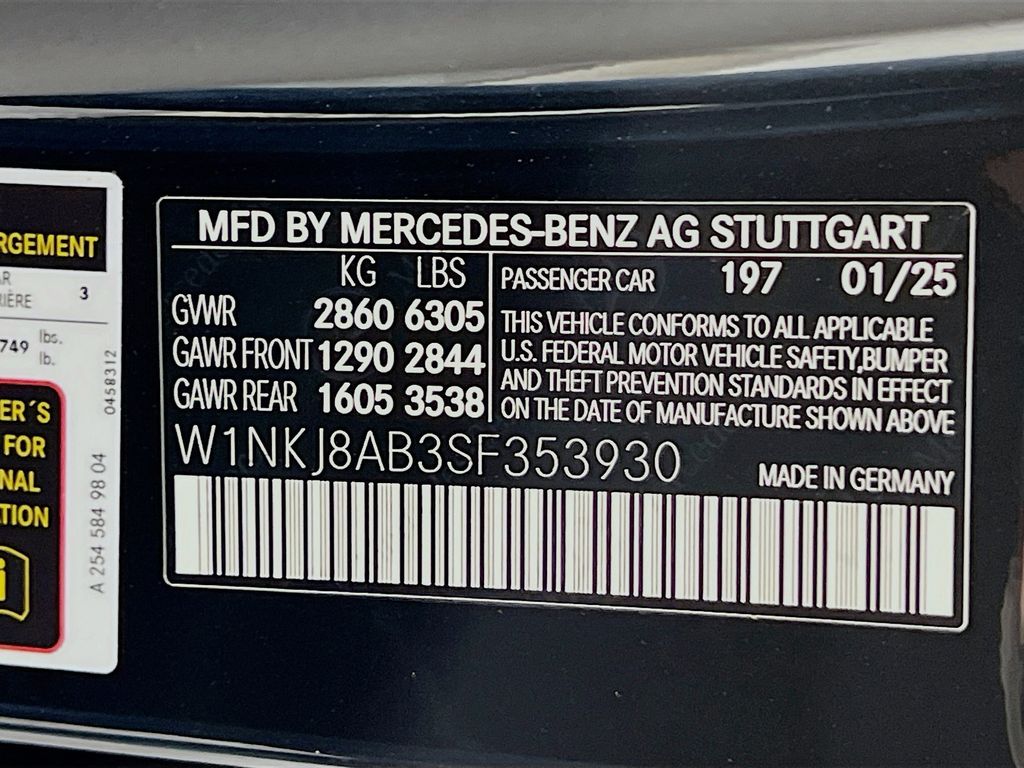 MFD BY MERCEDES-BENZ AG STUTTGART
KG LBS
GVWR 2860 6305
GAWR FRONT 1290 2844
GAWR REAR 1605 3538
PASSENGER CAR 197 01/25
THIS VEHICLE CONFORMS TO ALL APPLICABLE
U.S. FEDERAL MOTOR VEHICLE SAFETY,BUMPER
AND THEFT PREVENTION STANDARDS IN EFFECT
ON THE DATE OF MANUFACTURE SHOWN ABOVE
W1NKJ8AB3SF353930
MADE IN GERMANY
RGEMENT
AR
IÈRE 3
749 lbs.
lb.
ER´S
FOR
NAL
TION
i
0458312
A 254 584 98 04